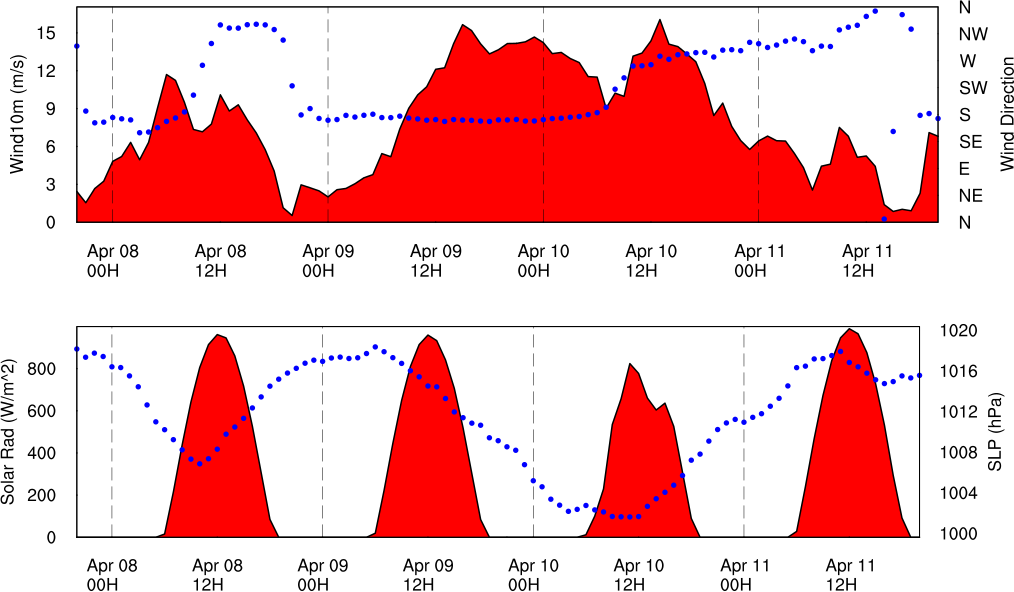 N
15 NW
12 W
SW
9 S
6 SE
E
3 NE
0 N
Wind10m (m/s)
Wind Direction
Apr 08 Apr 08 Apr 09 Apr 09 Apr 10 Apr 10 Apr 11 Apr 11
00H 12H 00H 12H 00H 12H 00H 12H
1020
800 1016
600 1012
400 1008
200 1004
0 1000
Solar Rad (W/m^2)
SLP (hPa)
Apr 08 Apr 08 Apr 09 Apr 09 Apr 10 Apr 10 Apr 11 Apr 11
00H 12H 00H 12H 00H 12H 00H 12H